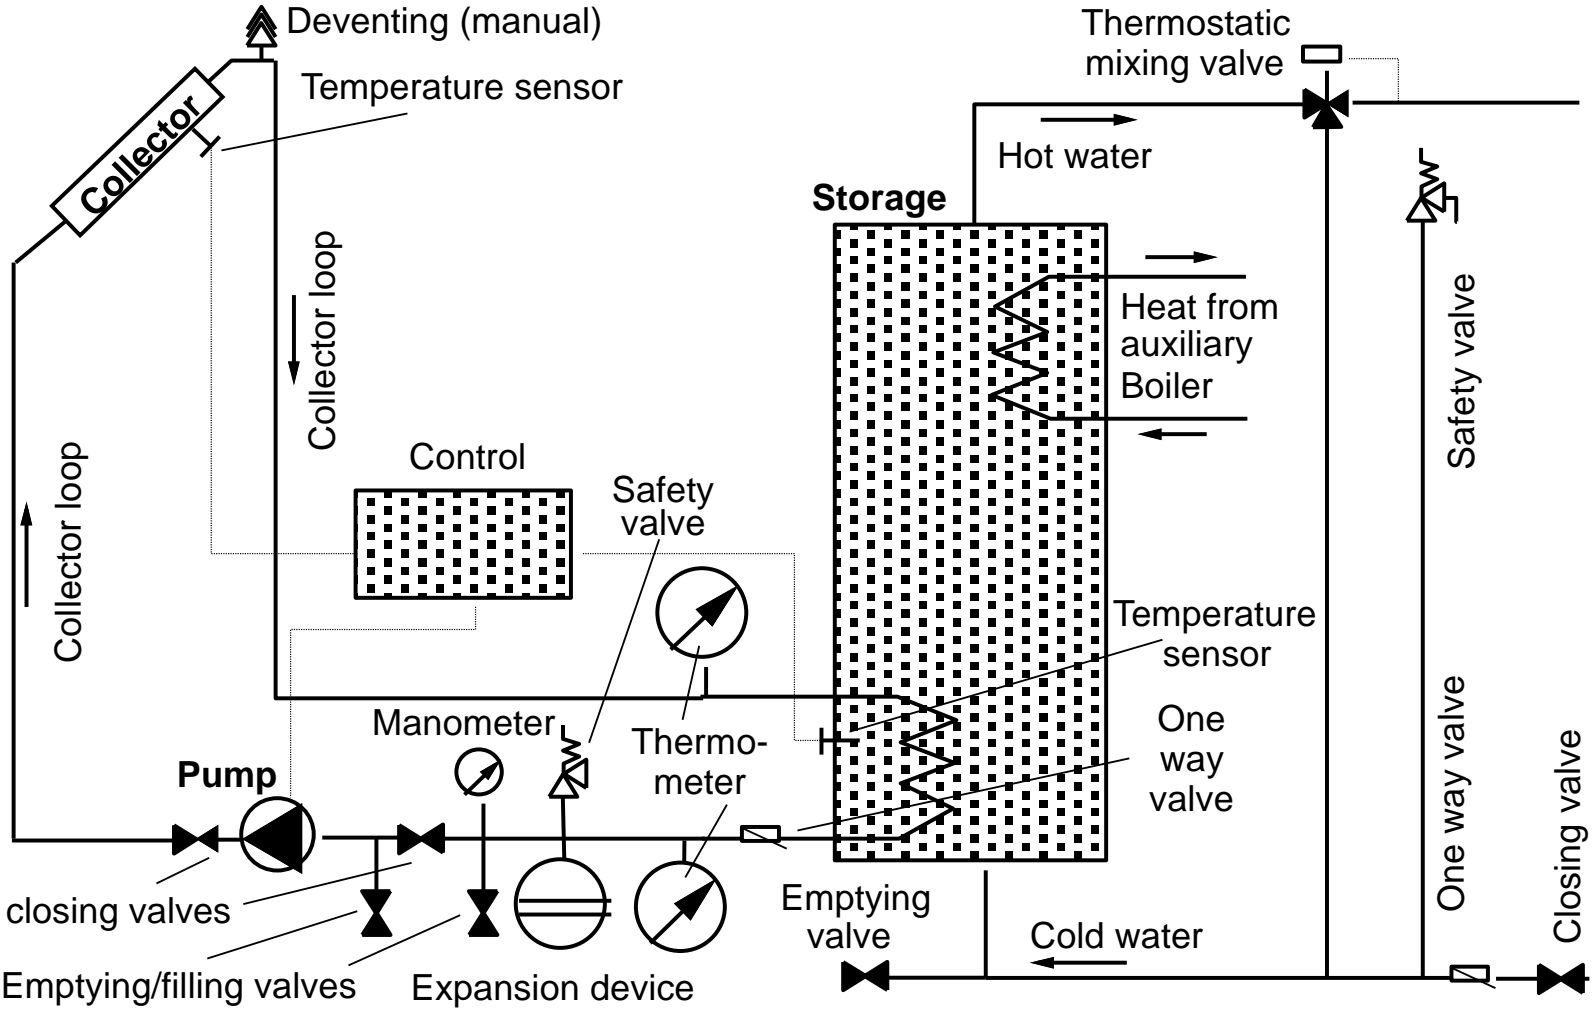 Deventing (manual)
Thermostatic
mixing valve
Temperature sensor
Collector
Hot water
Storage
Collector loop
Heat from
auxiliary
Boiler
Safety valve
Control
Safety
valve
Collector loop
Temperature
sensor
Manometer
Thermo-
meter
One
way
valve
Pump
One way valve
Closing valve
closing valves
Emptying
valve
Cold water
Emptying/filling valves
Expansion device